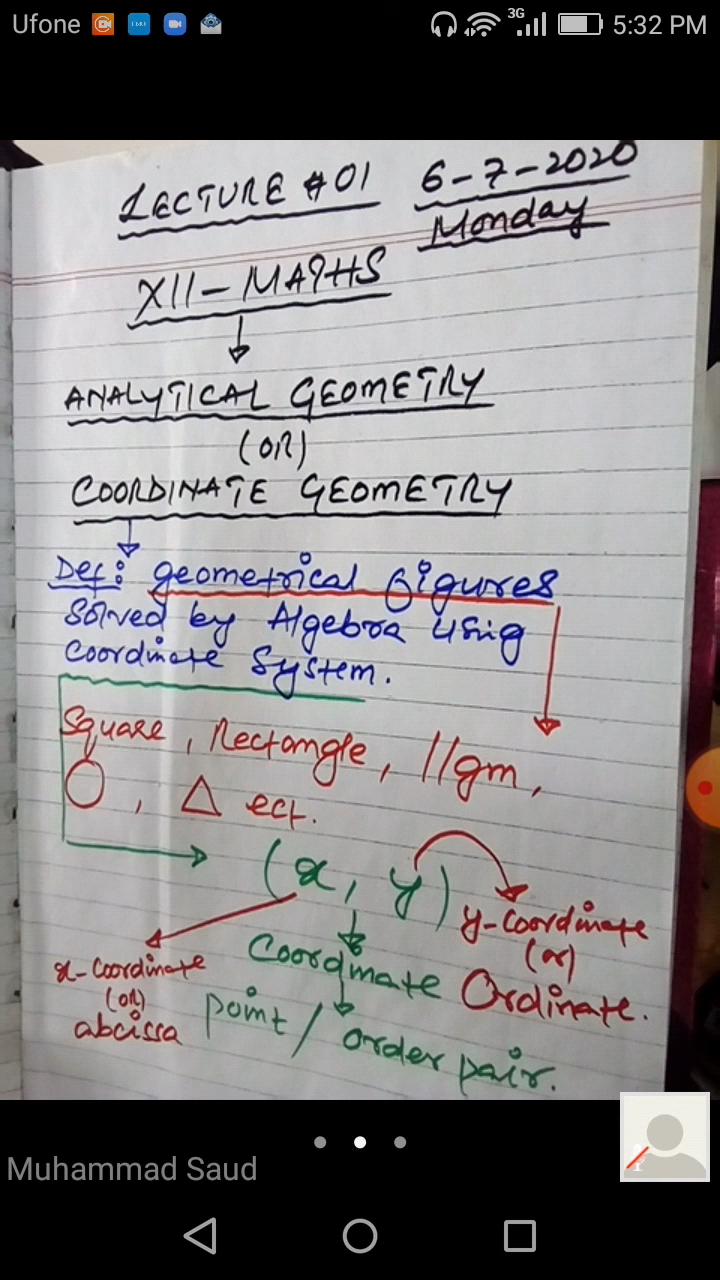 Ufone 3G 5:32 PM
LECTURE #01 6-7-2020
Monday
XII-MATHS
ANALYTICAL GEOMETRY
(OR)
COORDINATE GEOMETRY
Def: geometrical figures
Solved by Algebra using
Coordinate System.
Square, Rectangle, //gm,
O, △ ect.
(x, y)
y-Coordinate
(or)
Ordinate.
x-Coordinate
(OR)
abcissa
Coordinate
point / order pair.
Muhammad Saud